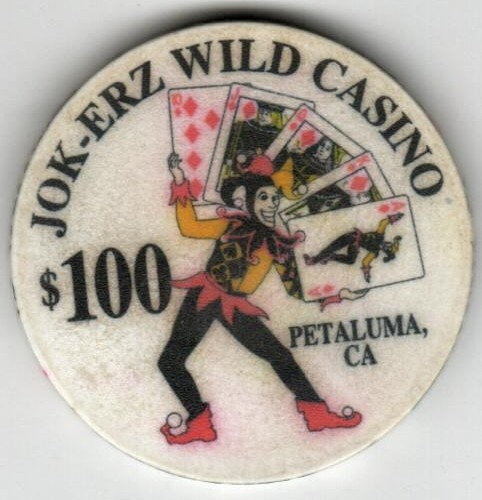 JOK-ERZ WILD CASINO
$100
PETALUMA,
CA